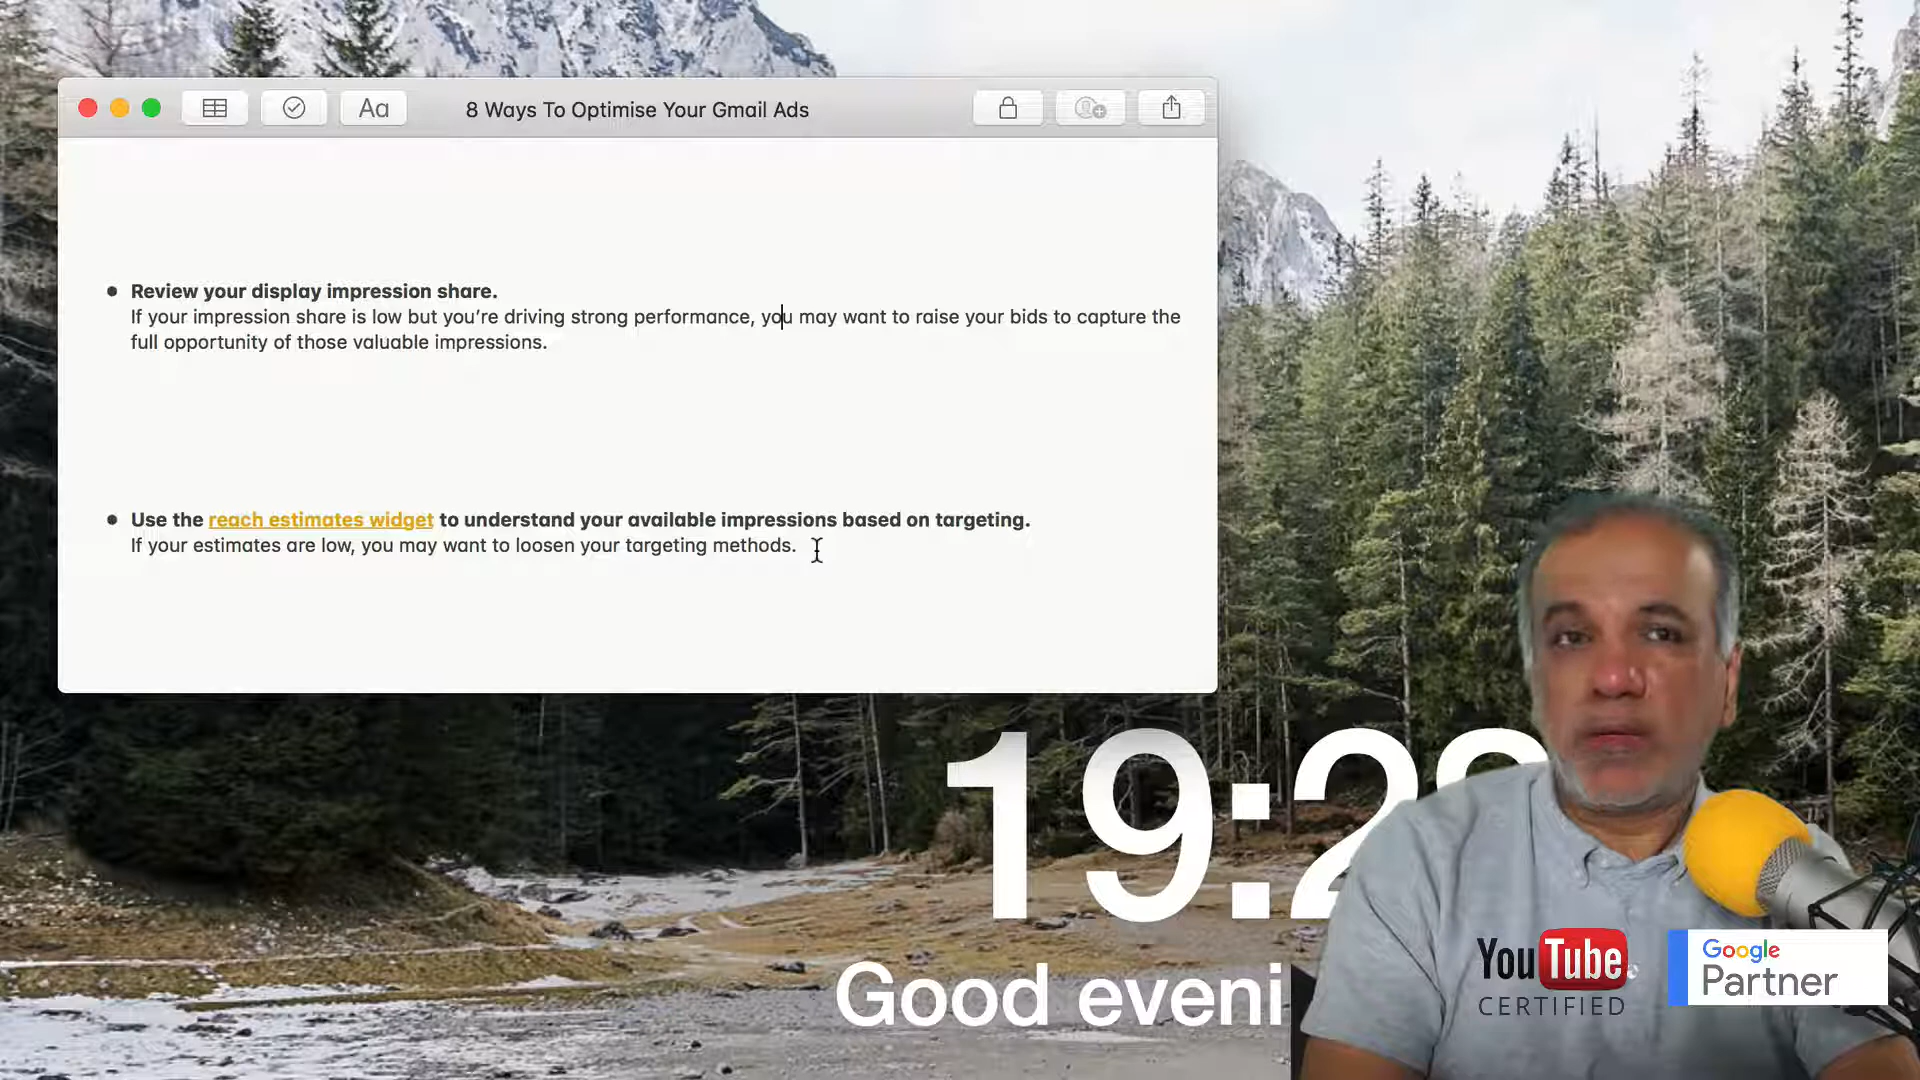 Aa
8 Ways To Optimise Your Gmail Ads
Review your display impression share.
If your impression share is low but you’re driving strong performance, you may want to raise your bids to capture the
full opportunity of those valuable impressions.
Use the reach estimates widget to understand your available impressions based on targeting.
If your estimates are low, you may want to loosen your targeting methods.
Good
YouTube
CERTIFIED
Google
Partner